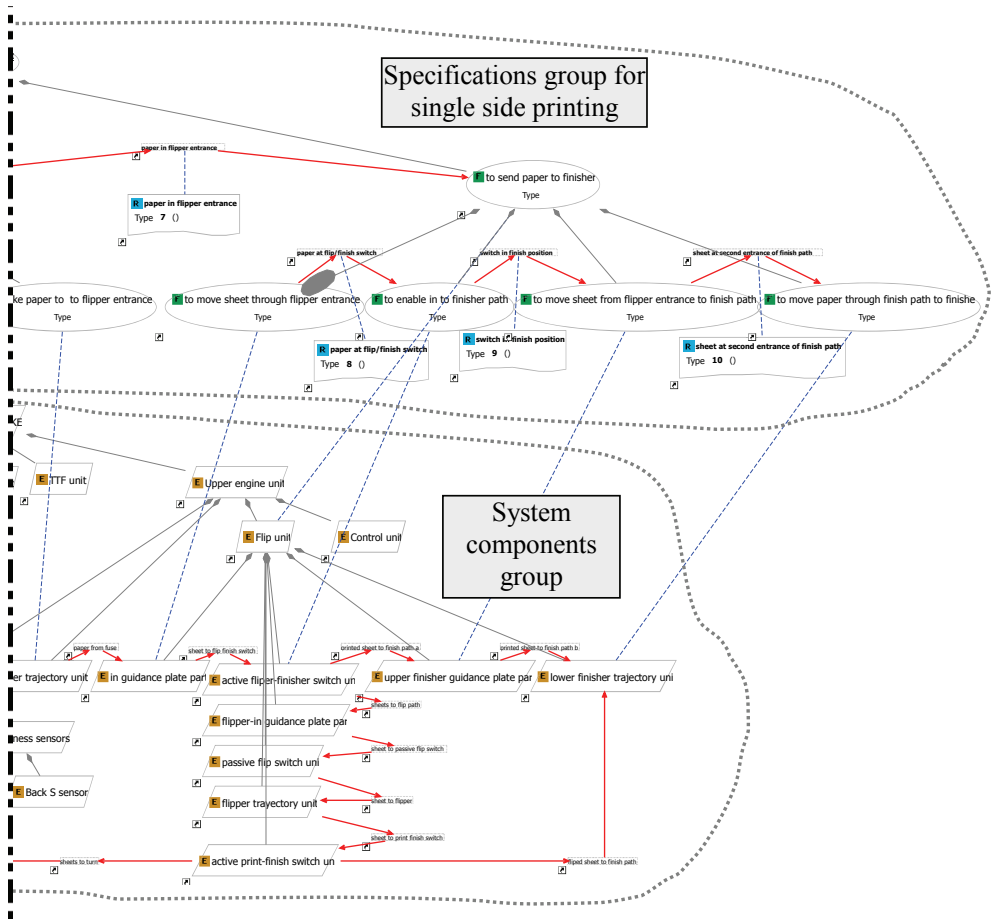 Specifications group for
single side printing
paper in flipper entrance
F to send paper to finisher
Type
R paper in flipper entrance
Type 7 ()
paper at flip/finish switch
switch in finish position
sheet at second entrance of finish path
ke paper to to flipper entrance
Type
F to move sheet through flipper entrance
Type
F to enable in to finisher path
Type
F to move sheet from flipper entrance to finish path
Type
F to move paper through finish path to finishe
Type
R paper at flip/finish switch
Type 8 ()
R switch in finish position
Type 9 ()
R sheet at second entrance of finish path
Type 10 ()
KE
E TTF unit
E Upper engine unit
System
components
group
E Flip unit
E Control unit
paper from fuse
sheet to flip finish switch
printed sheet to finish path a
printed sheet to finish path b
er trajectory unit
E in guidance plate part
E active fliper-finisher switch un
E upper finisher guidance plate par
E lower finisher trajectory uni
sheets to flip path
E flipper-in guidance plate par
ness sensors
sheet to passive flip switch
E passive flip switch uni
E Back S sensor
E flipper trayectory unit
sheet to flipper
sheet to print finish switch
sheets to turn
E active print-finish switch un
fliped sheet to finish path